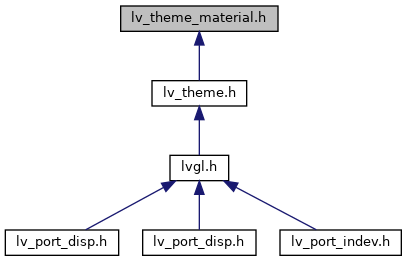 lv_theme_material.h
lv_theme.h
lvgl.h
lv_port_disp.h
lv_port_disp.h
lv_port_indev.h